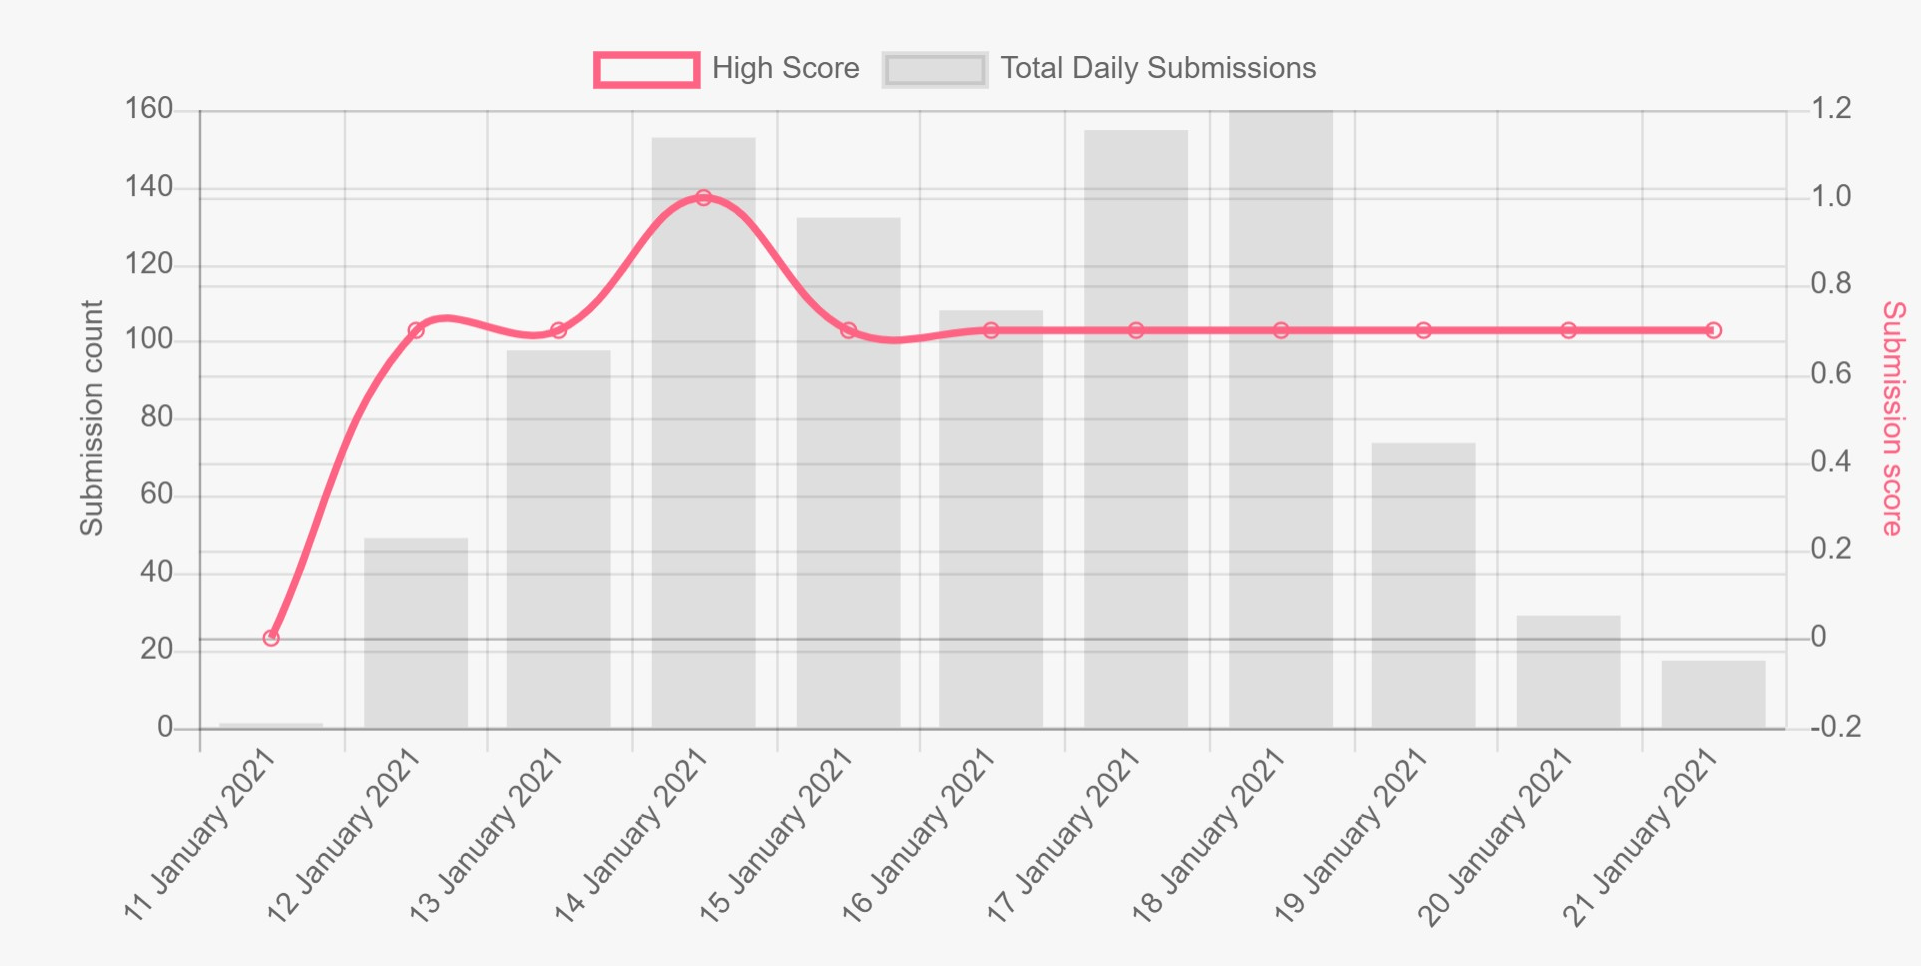 High Score
Total Daily Submissions
160
140
120
100
80
60
40
20
0
Submission count
1.2
1.0
0.8
0.6
0.4
0.2
0
-0.2
Submission score
11 January 2021
12 January 2021
13 January 2021
14 January 2021
15 January 2021
16 January 2021
17 January 2021
18 January 2021
19 January 2021
20 January 2021
21 January 2021